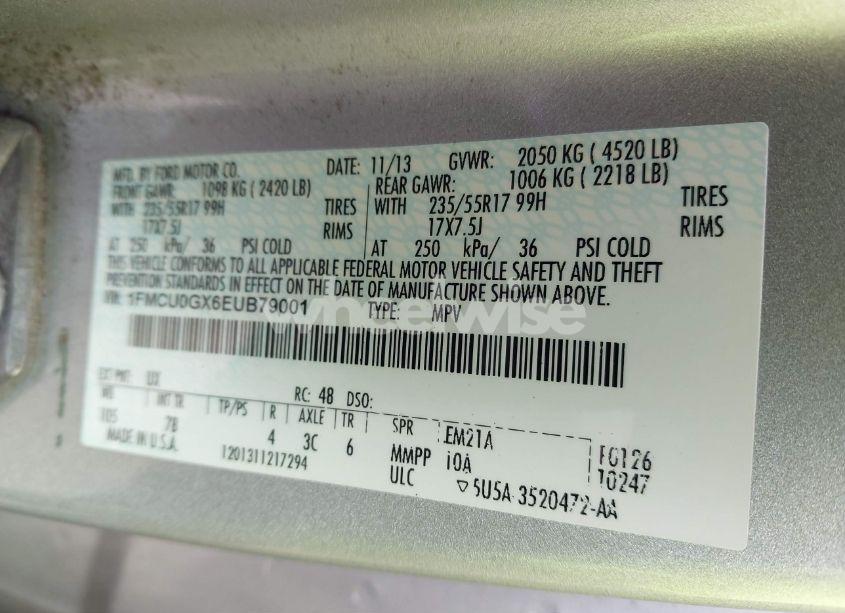 MFD. BY FORD MOTOR CO. DATE: 11/13 GVWR: 2050 KG ( 4520 LB)
FRONT GAWR: 1098 KG ( 2420 LB) REAR GAWR: 1006 KG ( 2218 LB)
WITH 235/55R17 99H TIRES WITH 235/55R17 99H TIRES
17X7.5J RIMS 17X7.5J RIMS
AT 250 kPa/ 36 PSI COLD AT 250 kPa/ 36 PSI COLD
THIS VEHICLE CONFORMS TO ALL APPLICABLE FEDERAL MOTOR VEHICLE SAFETY AND THEFT
PREVENTION STANDARDS IN EFFECT ON THE DATE OF MANUFACTURE SHOWN ABOVE.
VIN: 1FMCU0GX6EUB79001 TYPE: MPV
wheelwise
EXT PNT: UX RC: 48 DSO:
WB INT TR TP/PS R AXLE TR SPR EM21A F0126
105 7B 4 3C 6 MMPP 10A 10247
MADE IN U.S.A. 1201311217294 ULC ▽5U5A-3520472-AA